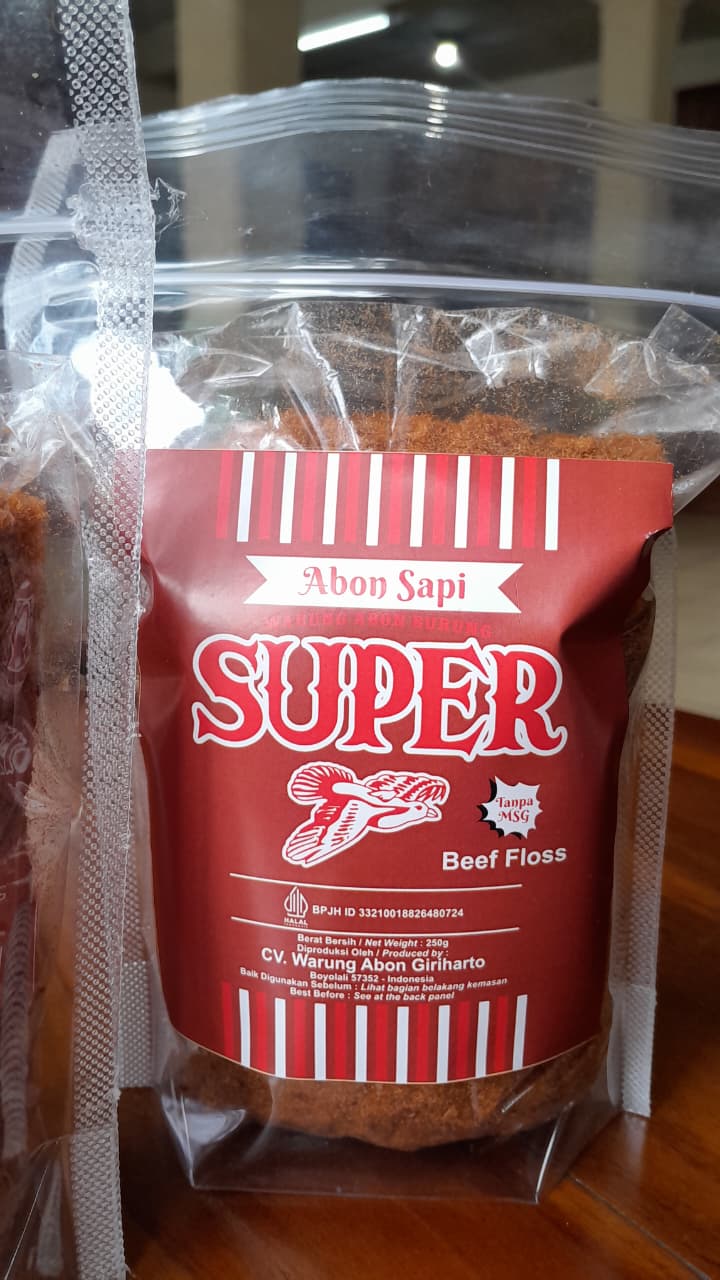 Abon Sapi
WARUNG ABON BURUNG
SUPER
Tanpa
MSG
Beef Floss
HALAL
INDONESIA
BPJH ID 33210018826480724
Berat Bersih / Net Weight : 250g
Diproduksi Oleh / Produced by :
CV. Warung Abon Giriharto
Boyolali 57352 - Indonesia
Baik Digunakan Sebelum : Lihat bagian belakang kemasan
Best Before : See at the back panel